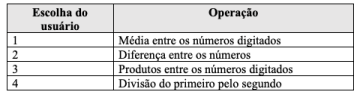 Escolha do usuário Operação
1 Média entre os números digitados
2 Diferença entre os números
3 Produtos entre os números digitados
4 Divisão do primeiro pelo segundo